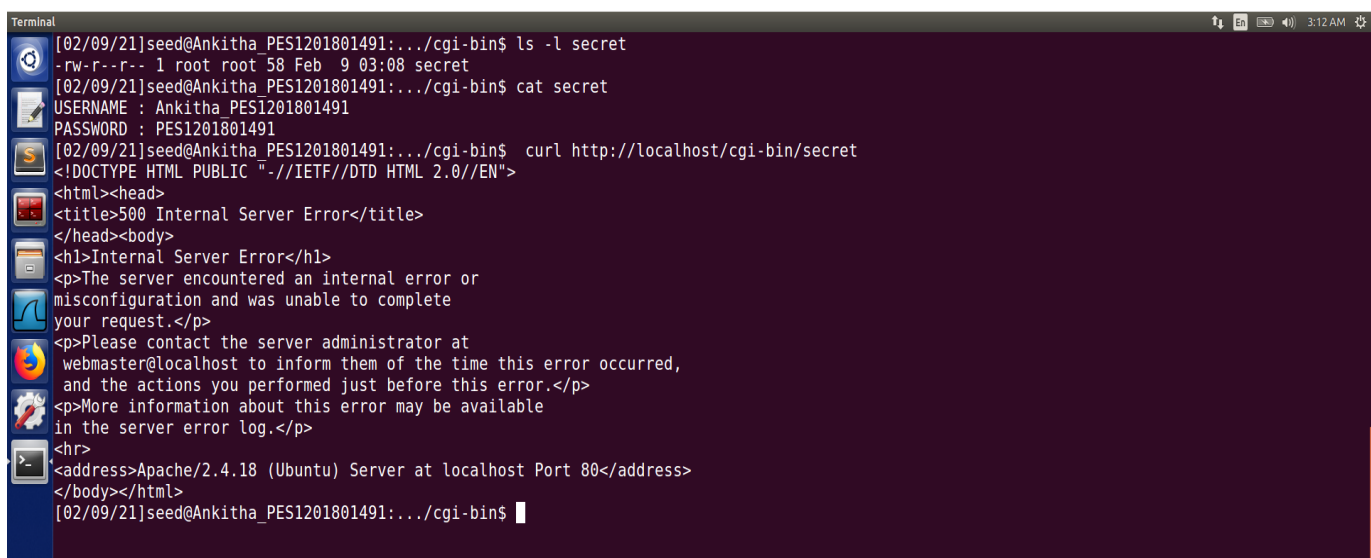 Terminal
En
3:12 AM
[02/09/21]seed@Ankitha_PES1201801491:.../cgi-bin$ ls -l secret
-rw-r--r-- 1 root root 58 Feb  9 03:08 secret
[02/09/21]seed@Ankitha_PES1201801491:.../cgi-bin$ cat secret
USERNAME : Ankitha_PES1201801491
PASSWORD : PES1201801491
[02/09/21]seed@Ankitha_PES1201801491:.../cgi-bin$  curl http://localhost/cgi-bin/secret
<!DOCTYPE HTML PUBLIC "-//IETF//DTD HTML 2.0//EN">
<html><head>
<title>500 Internal Server Error</title>
</head><body>
<h1>Internal Server Error</h1>
<p>The server encountered an internal error or
misconfiguration and was unable to complete
your request.</p>
<p>Please contact the server administrator at
 webmaster@localhost to inform them of the time this error occurred,
 and the actions you performed just before this error.</p>
<p>More information about this error may be available
in the server error log.</p>
<hr>
<address>Apache/2.4.18 (Ubuntu) Server at localhost Port 80</address>
</body></html>
[02/09/21]seed@Ankitha_PES1201801491:.../cgi-bin$